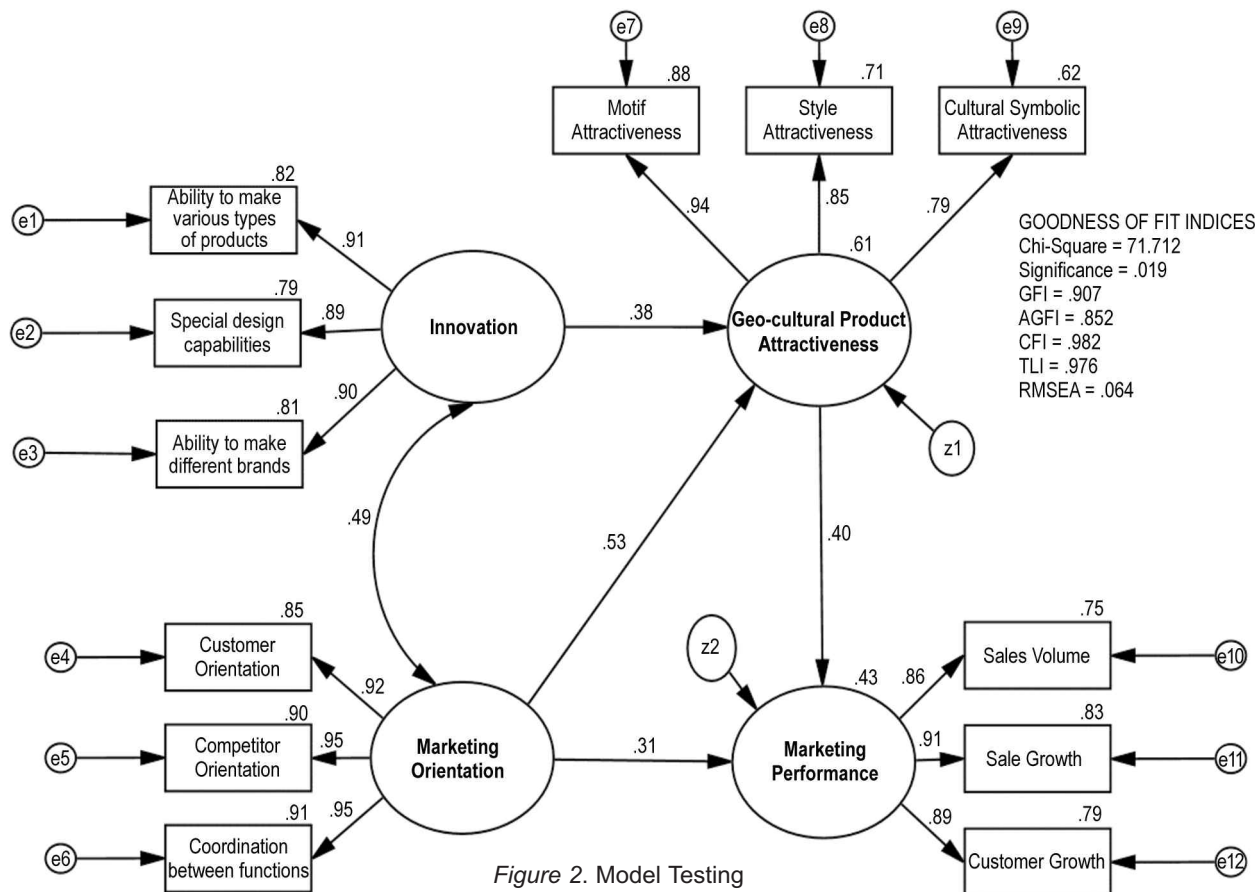 e7
e8
e9
.88
.71
.62
Motif
Attractiveness
Style
Attractiveness
Cultural Symbolic
Attractiveness
.82
e1
Ability to make
various types
of products
.91
.94
.85
.79
.61
GOODNESS OF FIT INDICES
Chi-Square = 71.712
Significance = .019
GFI = .907
AGFI = .852
CFI = .982
TLI = .976
RMSEA = .064
.79
e2
Special design
capabilities
.89
Innovation
.38
Geo-cultural Product
Attractiveness
.90
.81
e3
Ability to make
different brands
z1
.49
.53
.40
.85
e4
Customer
Orientation
.92
z2
.75
Sales Volume
e10
.43
.86
.90
e5
Competitor
Orientation
.95
Marketing
Orientation
.31
Marketing
Performance
.91
.83
Sale Growth
e11
.91
e6
Coordination
between functions
.95
.89
.79
Customer Growth
e12
Figure 2. Model Testing